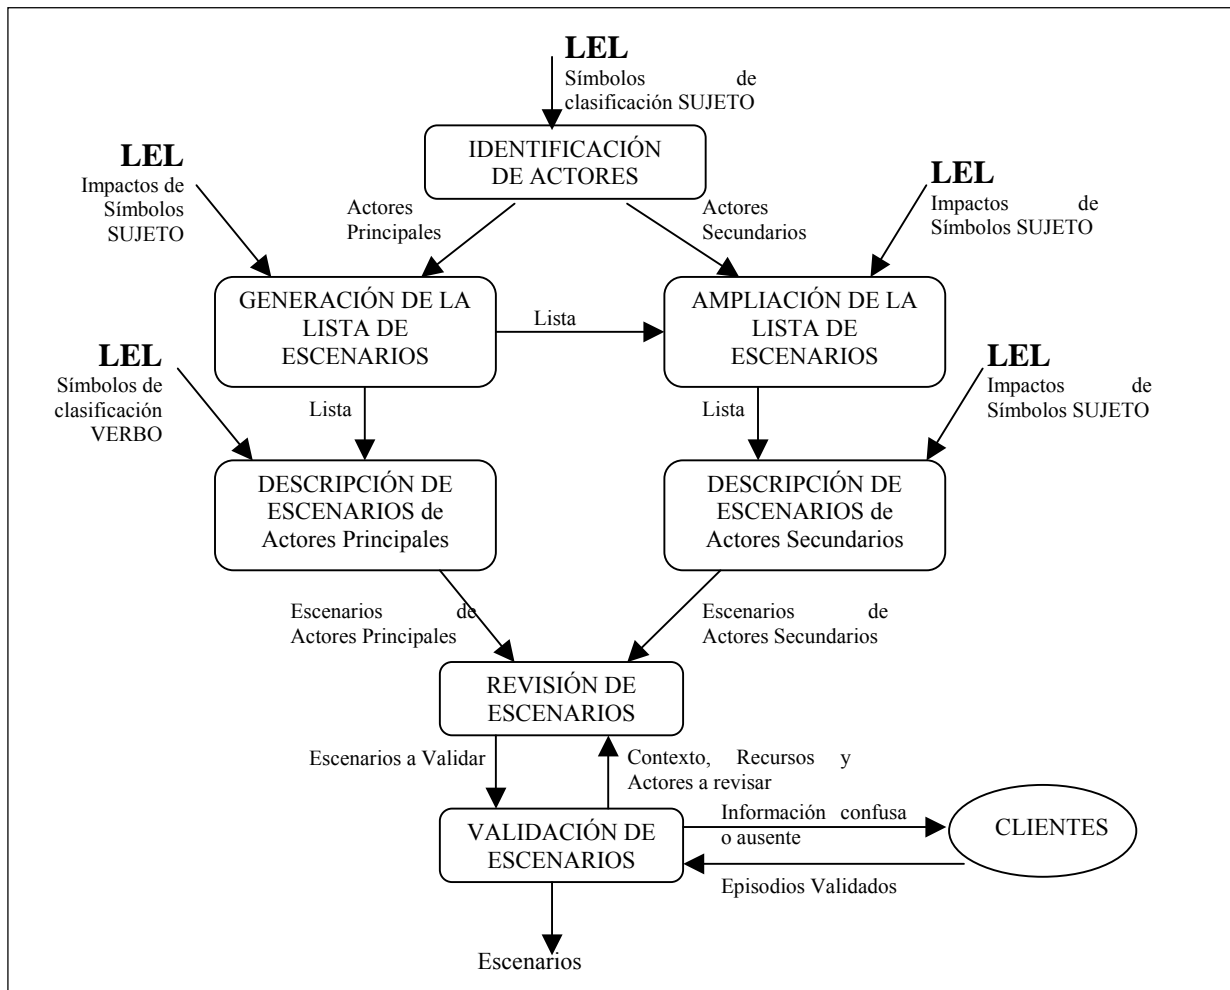 LEL
Símbolos de
clasificación SUJETO
IDENTIFICACIÓN
DE ACTORES
LEL
Impactos de
Símbolos
SUJETO
LEL
Impactos de
Símbolos SUJETO
Actores
Principales
Actores
Secundarios
GENERACIÓN DE LA
LISTA DE
ESCENARIOS
Lista
AMPLIACIÓN DE LA
LISTA DE
ESCENARIOS
LEL
Símbolos de
clasificación
VERBO
Lista
Lista
LEL
Impactos de
Símbolos SUJETO
DESCRIPCIÓN DE
ESCENARIOS de
Actores Principales
DESCRIPCIÓN DE
ESCENARIOS de
Actores Secundarios
Escenarios de
Actores Principales
Escenarios de
Actores Secundarios
REVISIÓN DE
ESCENARIOS
Escenarios a Validar
Contexto, Recursos y
Actores a revisar
VALIDACIÓN DE
ESCENARIOS
Información confusa
o ausente
CLIENTES
Episodios Validados
Escenarios